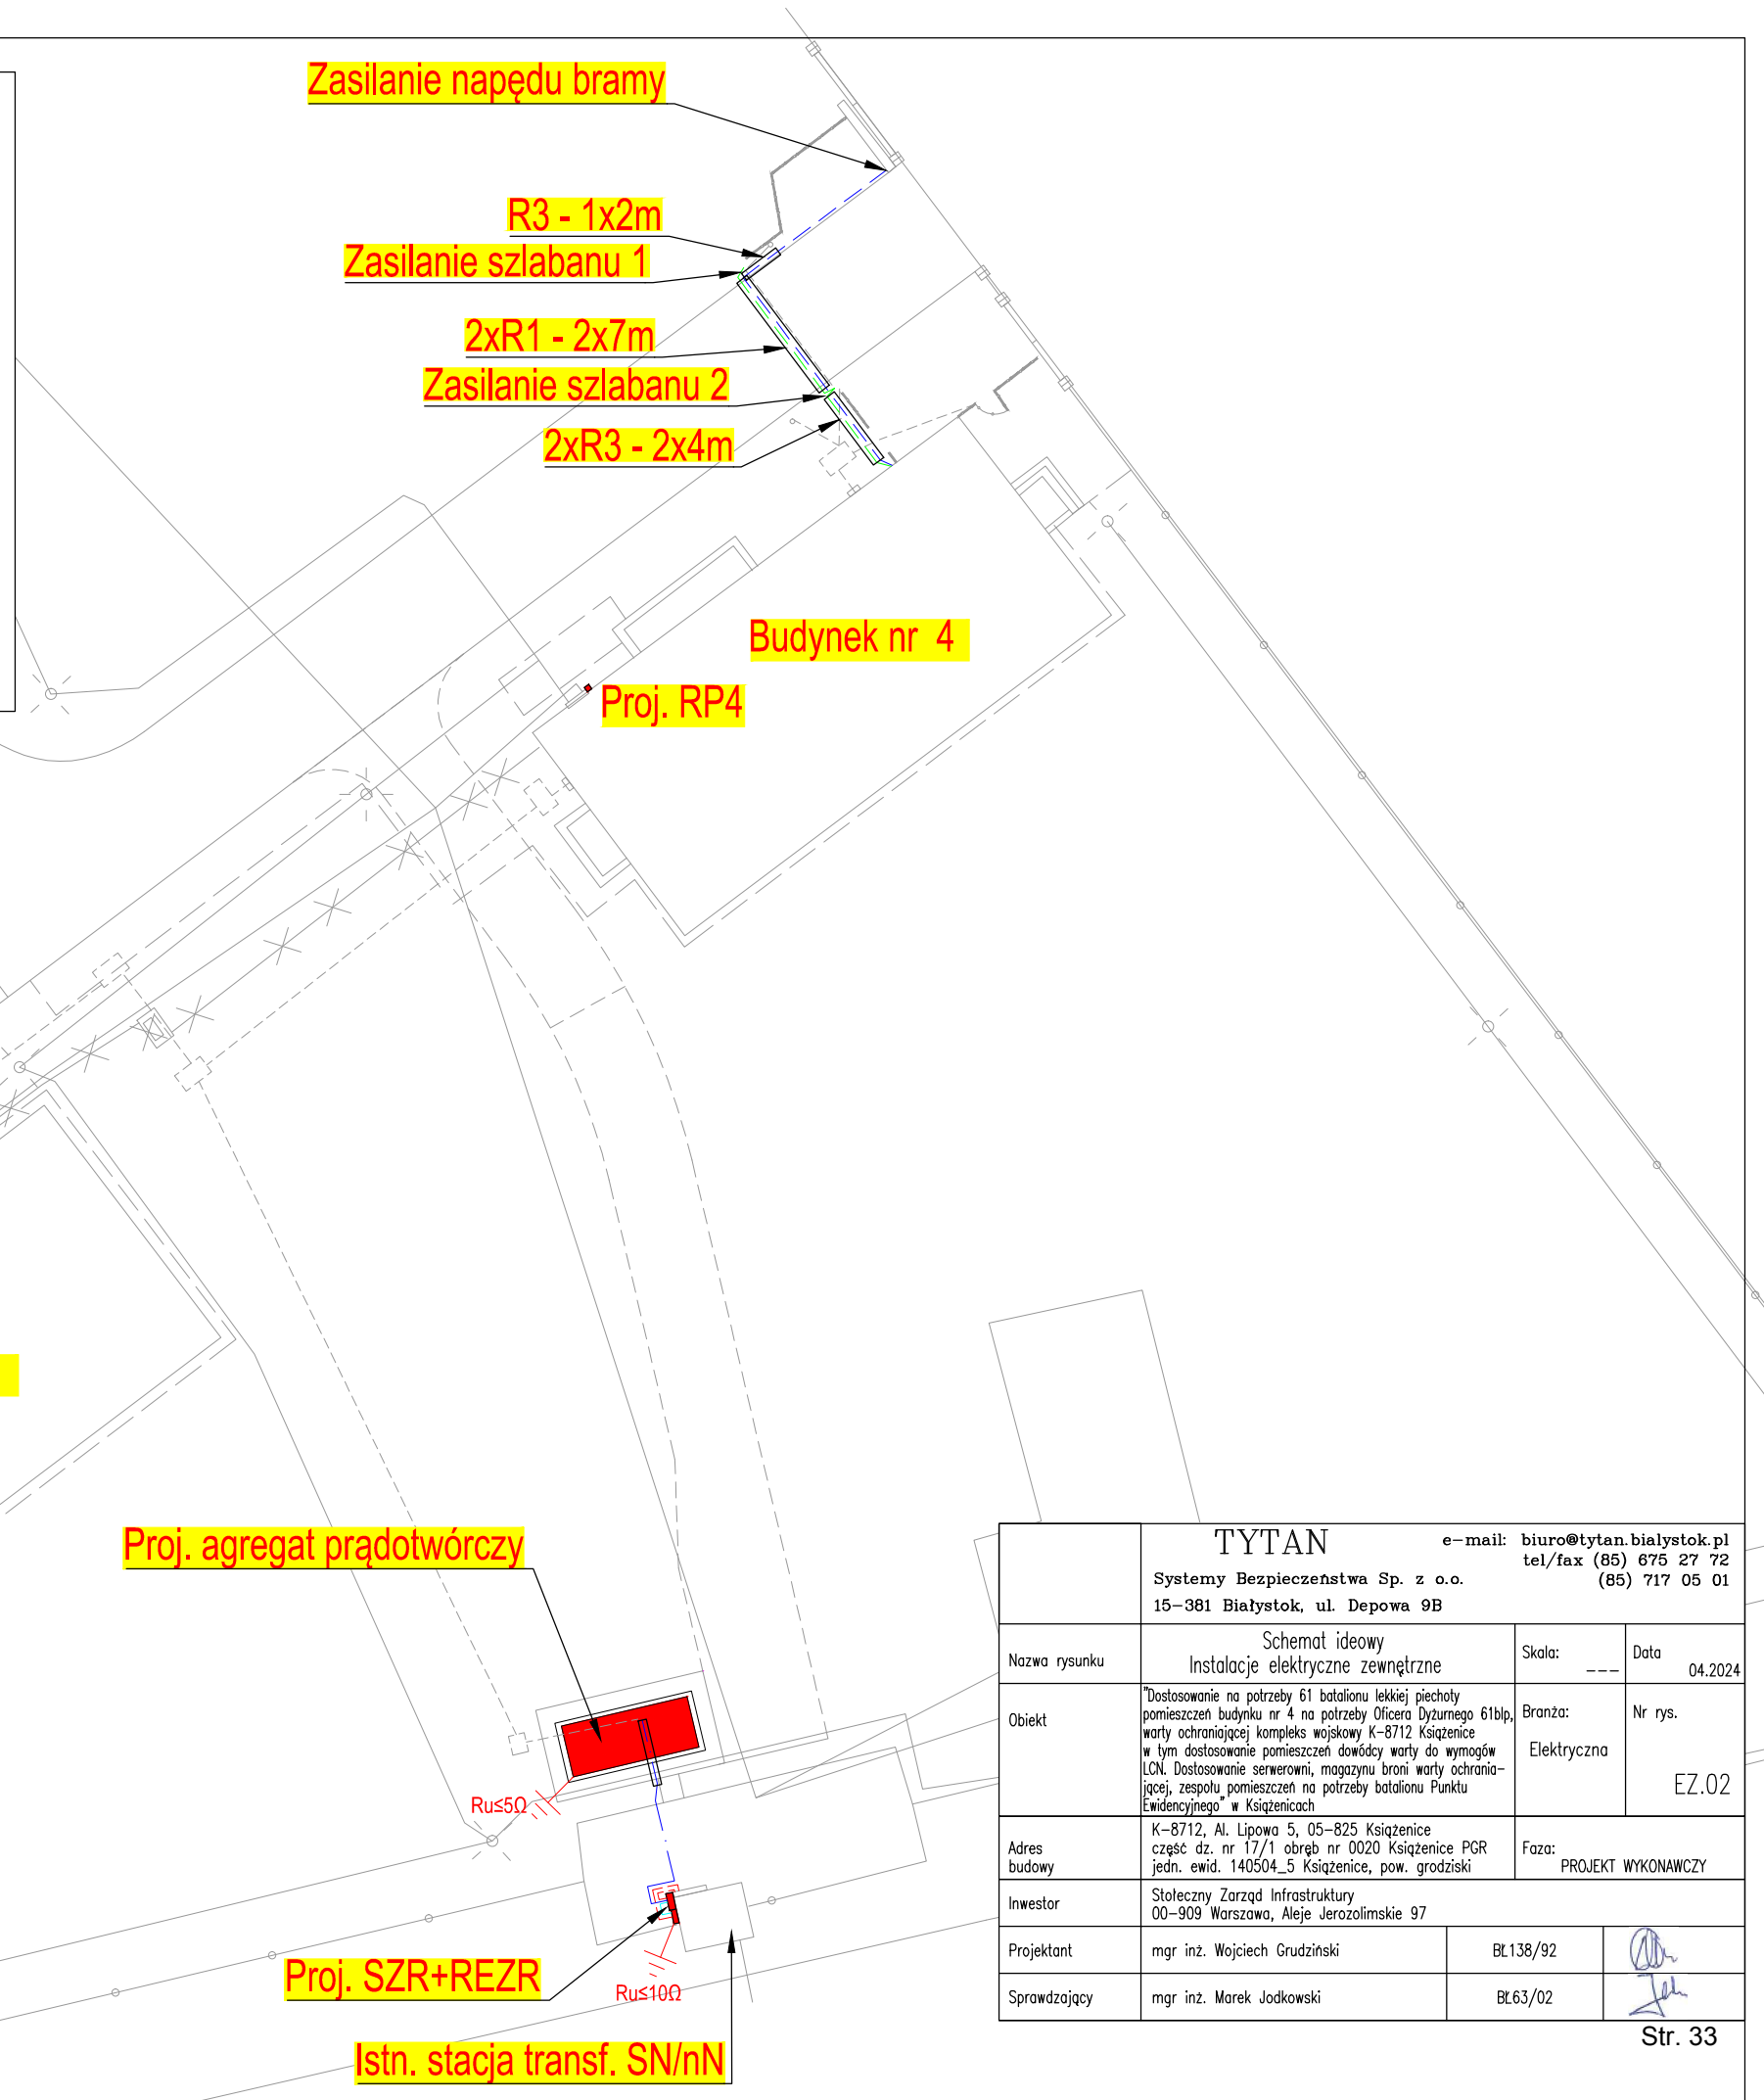 Zasilanie napędu bramy
R3 - 1x2m
Zasilanie szlabanu 1
2xR1 - 2x7m
Zasilanie szlabanu 2
2xR3 - 2x4m
Budynek nr 4
Proj. RP4
Proj. agregat prądotwórczy
Ru≤5Ω
Proj. SZR+REZR
Ru≤10Ω
Istn. stacja transf. SN/nN
TYTAN
e-mail: biuro@tytan.bialystok.pl
tel/fax (85) 675 27 72
(85) 717 05 01
Systemy Bezpieczeństwa Sp. z o.o.
15-381 Białystok, ul. Depowa 9B
Nazwa rysunku
Schemat ideowy
Instalacje elektryczne zewnętrzne
Skala:
---
Data
04.2024
Obiekt
"Dostosowanie na potrzeby 61 batalionu lekkiej piechoty
pomieszczeń budynku nr 4 na potrzeby Oficera Dyżurnego 61blp,
warty ochraniającej kompleks wojskowy K-8712 Książenice
w tym dostosowanie pomieszczeń dowódcy warty do wymogów
LCN. Dostosowanie serwerowni, magazynu broni warty ochrania-
jącej, zespołu pomieszczeń na potrzeby batalionu Punktu
Ewidencyjnego" w Książenicach
Branża:
Elektryczna
Nr rys.
EZ.02
Adres
budowy
K-8712, Al. Lipowa 5, 05-825 Książenice
część dz. nr 17/1 obręb nr 0020 Książenice PGR
jedn. ewid. 140504_5 Książenice, pow. grodziski
Faza:
PROJEKT WYKONAWCZY
Inwestor
Stołeczny Zarząd Infrastruktury
00-909 Warszawa, Aleje Jerozolimskie 97
Projektant
mgr inż. Wojciech Grudziński
BŁ138/92
Sprawdzający
mgr inż. Marek Jodkowski
BŁ63/02
Str. 33